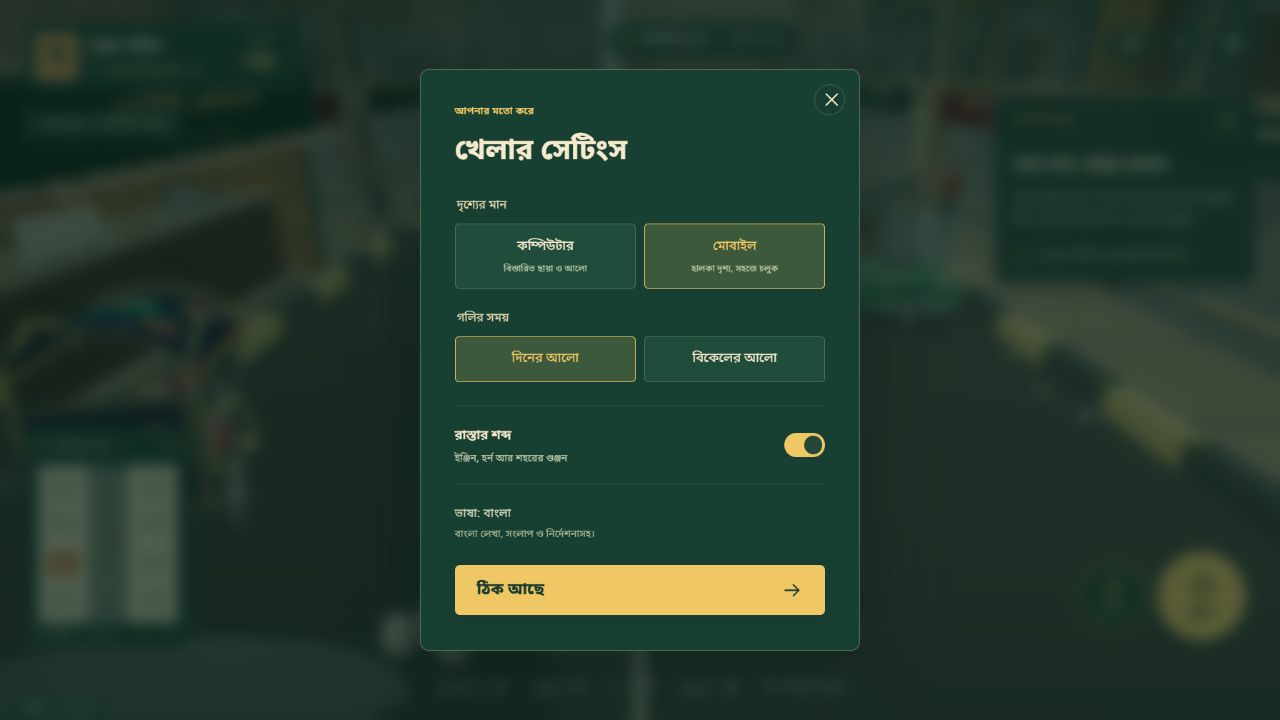 আপনার মতো করে
খেলার সেটিংস
দৃশ্যের মান
কম্পিউটার
বিস্তারিত ছায়া ও আলো
মোবাইল
হালকা দৃশ্য, সহজে চলুক
গলির সময়
দিনের আলো
বিকেলের আলো
রাস্তার শব্দ
ইঞ্জিন, হর্ন আর শহরের গুঞ্জন
ভাষা: বাংলা
বাংলা লেখা, সংলাপ ও নির্দেশনাসহ।
ঠিক আছে